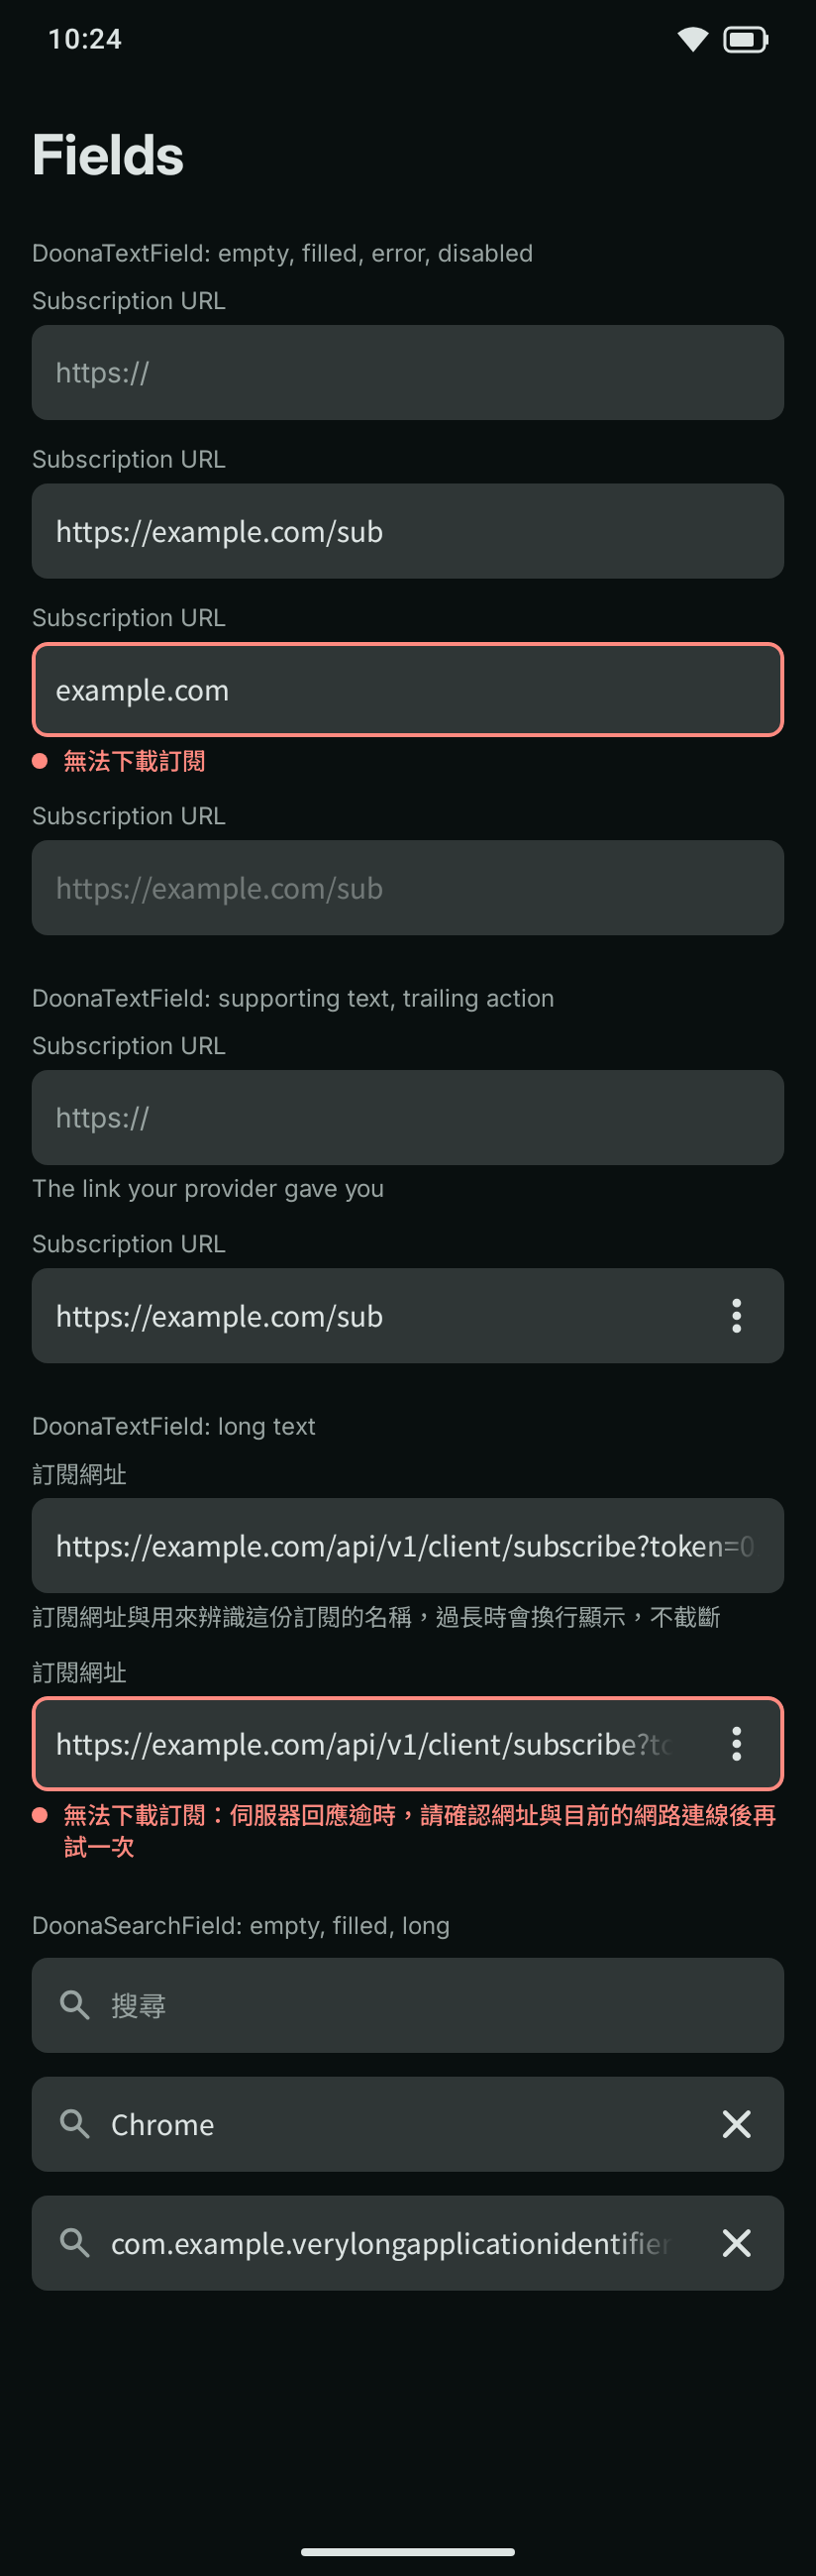 10:24
Fields
DoonaTextField: empty, filled, error, disabled
Subscription URL
https://
Subscription URL
https://example.com/sub
Subscription URL
example.com
無法下載訂閱
Subscription URL
https://example.com/sub
DoonaTextField: supporting text, trailing action
Subscription URL
https://
The link your provider gave you
Subscription URL
https://example.com/sub
DoonaTextField: long text
訂閱網址
https://example.com/api/v1/client/subscribe?token=0
訂閱網址與用來辨識這份訂閱的名稱，過長時會換行顯示，不截斷
訂閱網址
https://example.com/api/v1/client/subscribe?to
無法下載訂閱：伺服器回應逾時，請確認網址與目前的網路連線後再
試一次
DoonaSearchField: empty, filled, long
搜尋
Chrome
com.example.verylongapplicationidentifier